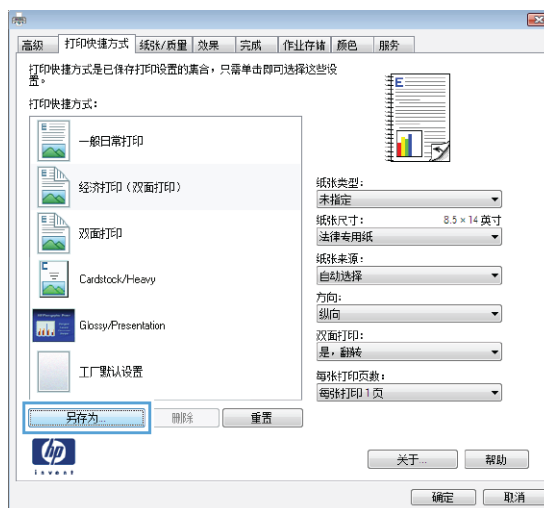 高级 打印快捷方式 纸张/质量 效果 完成 作业存储 颜色 服务
打印快捷方式是已保存打印设置的集合，只需单击即可选择这些设
置。
打印快捷方式：
一般日常打印
经济打印（双面打印）
双面打印
Cardstock/Heavy
Glossy/Presentation
工厂默认设置
另存为... 删除 重置
纸张类型：
未指定
纸张尺寸： 8.5 × 14 英寸
法律专用纸
纸张来源：
自动选择
方向：
纵向
双面打印：
是，翻转
每张打印页数：
每张打印 1 页
hp
invent
关于... 帮助
确定 取消